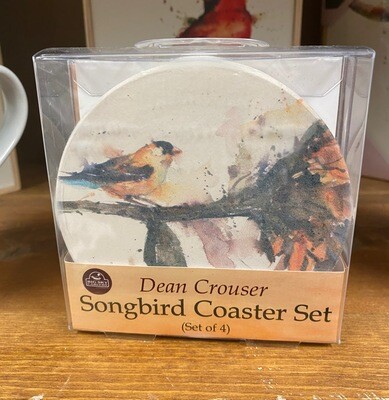 Dean Crouser
Songbird Coaster Set
(Set of 4)